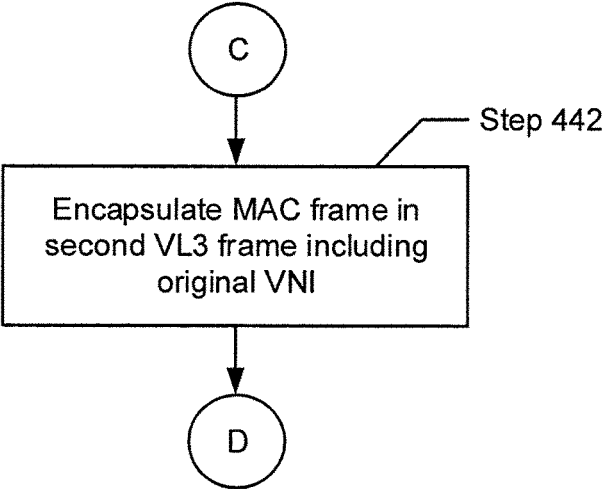 C
Step 442
Encapsulate MAC frame in
second VL3 frame including
original VNI
D